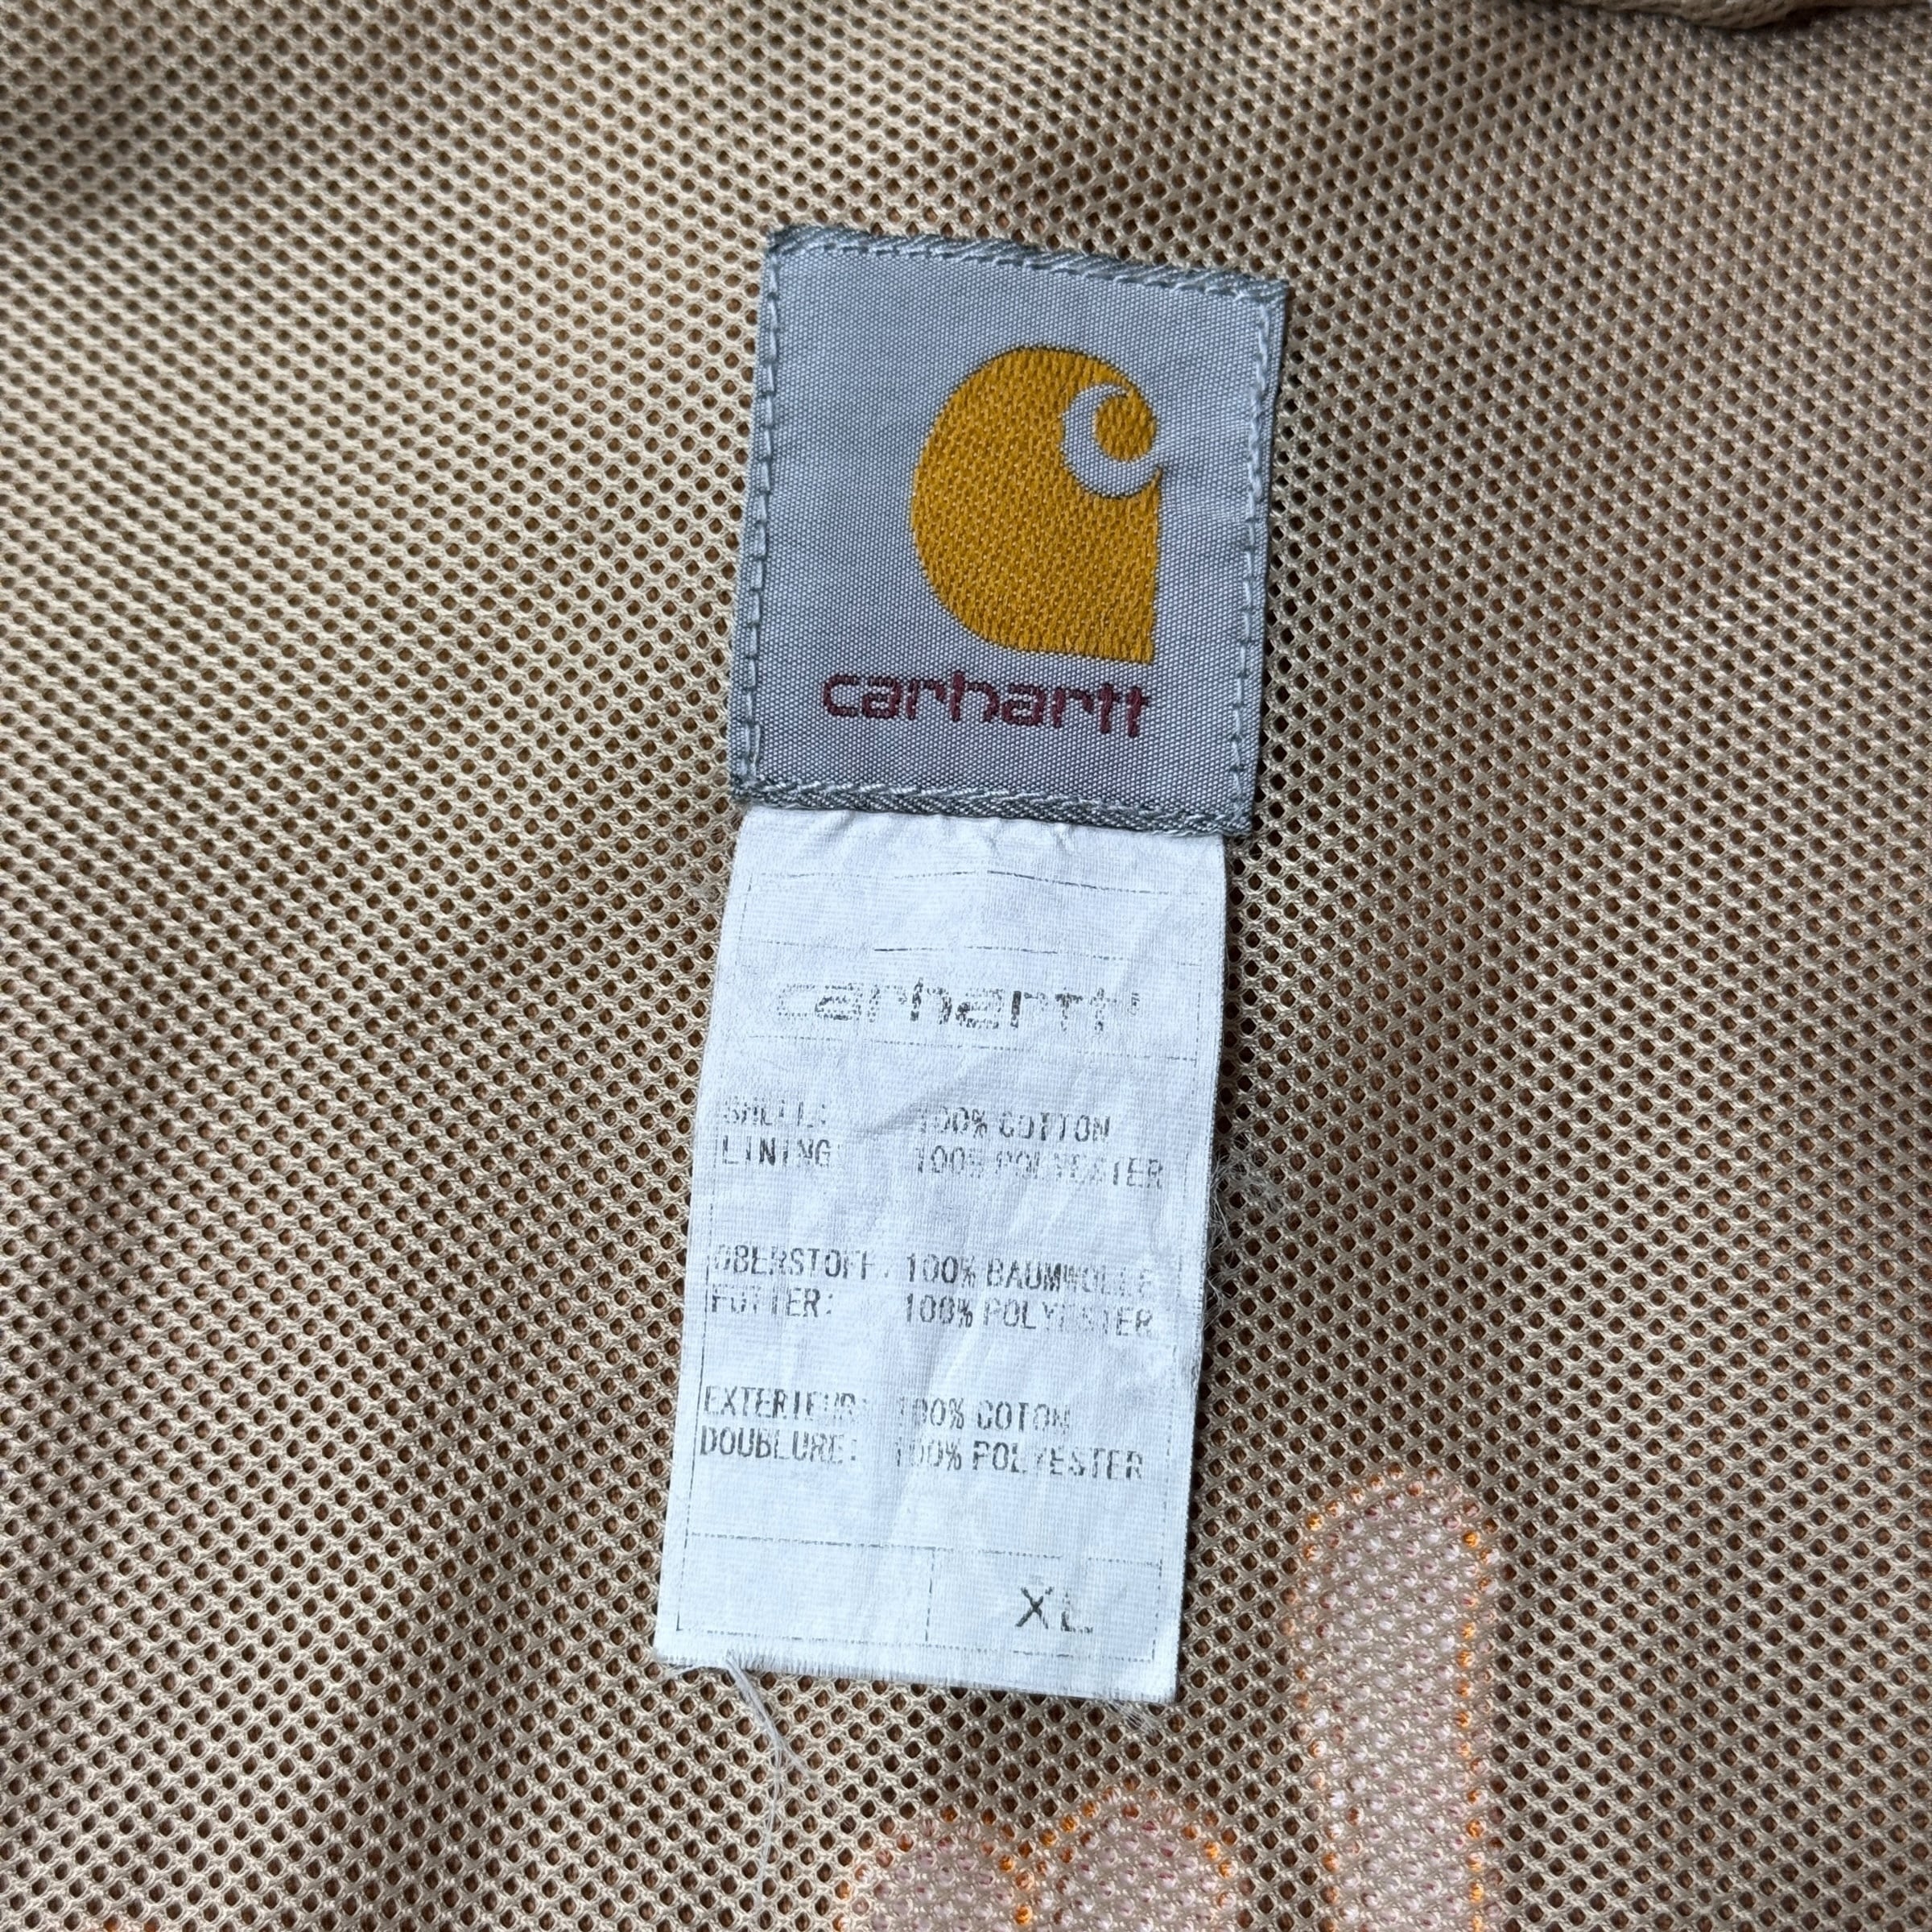 carhartt
carhartt
SHELL: 100% COTTON
LINING: 100% POLYESTER
OBERSTOFF: 100% BAUMWOLLE
FUTTER: 100% POLYESTER
EXTERIEUR: 100% COTON
DOUBLURE: 100% POLYESTER
XL